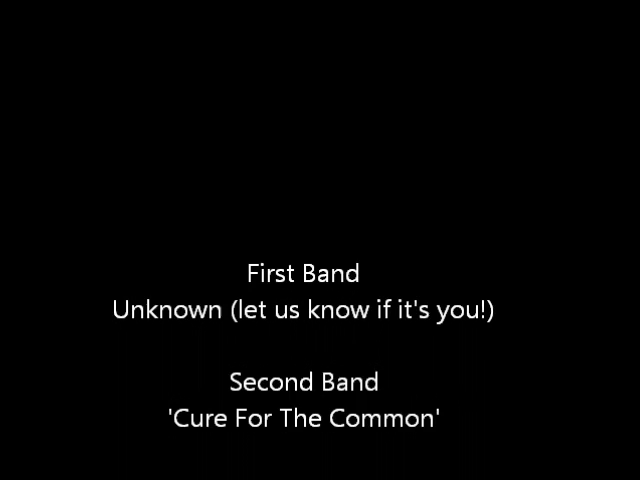 First Band
Unknown (let us know if it's you!)
Second Band
'Cure For The Common'